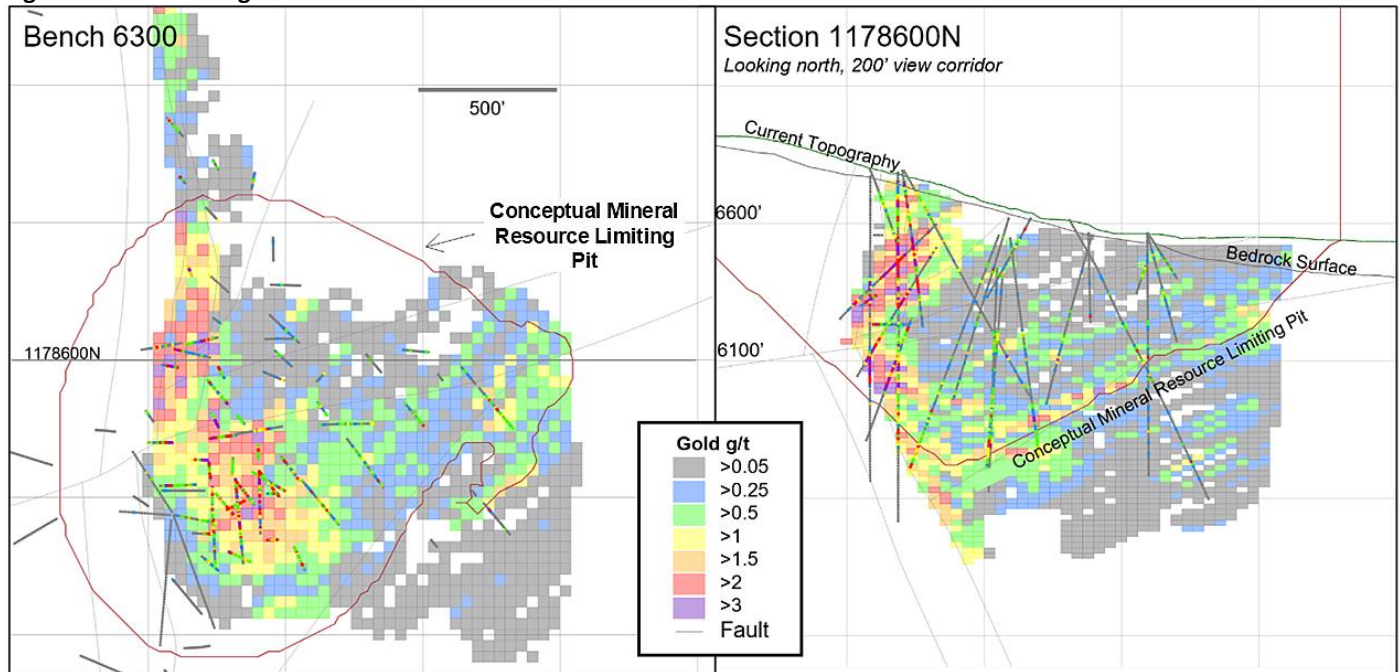 Bench 6300
500'
Conceptual Mineral
Resource Limiting
Pit
1178600N
Section 1178600N
Looking north, 200' view corridor
Current Topography
6600'
Bedrock Surface
6100'
Conceptual Mineral Resource Limiting Pit
Gold g/t
>0.05
>0.25
>0.5
>1
>1.5
>2
>3
Fault